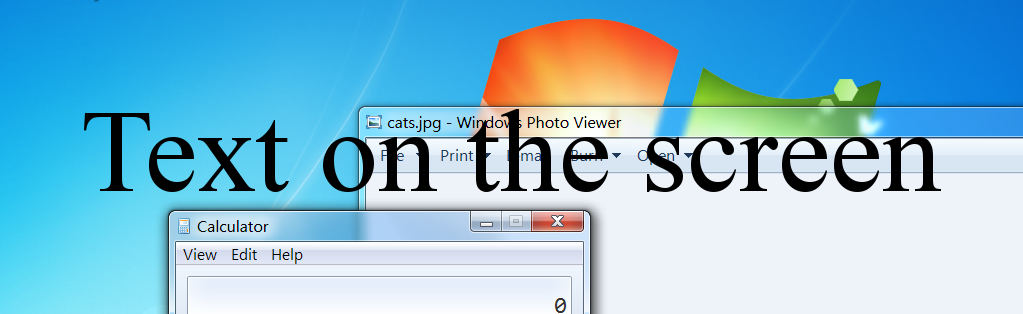 cats.jpg - Windows Photo Viewer
File Print E-mail Burn Open
Text on the screen
Calculator
View Edit Help
0